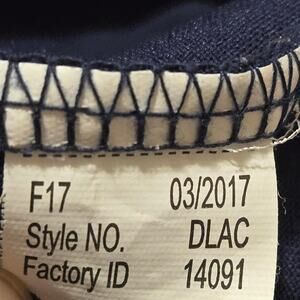 F17 03/2017
Style NO. DLAC
Factory ID 14091